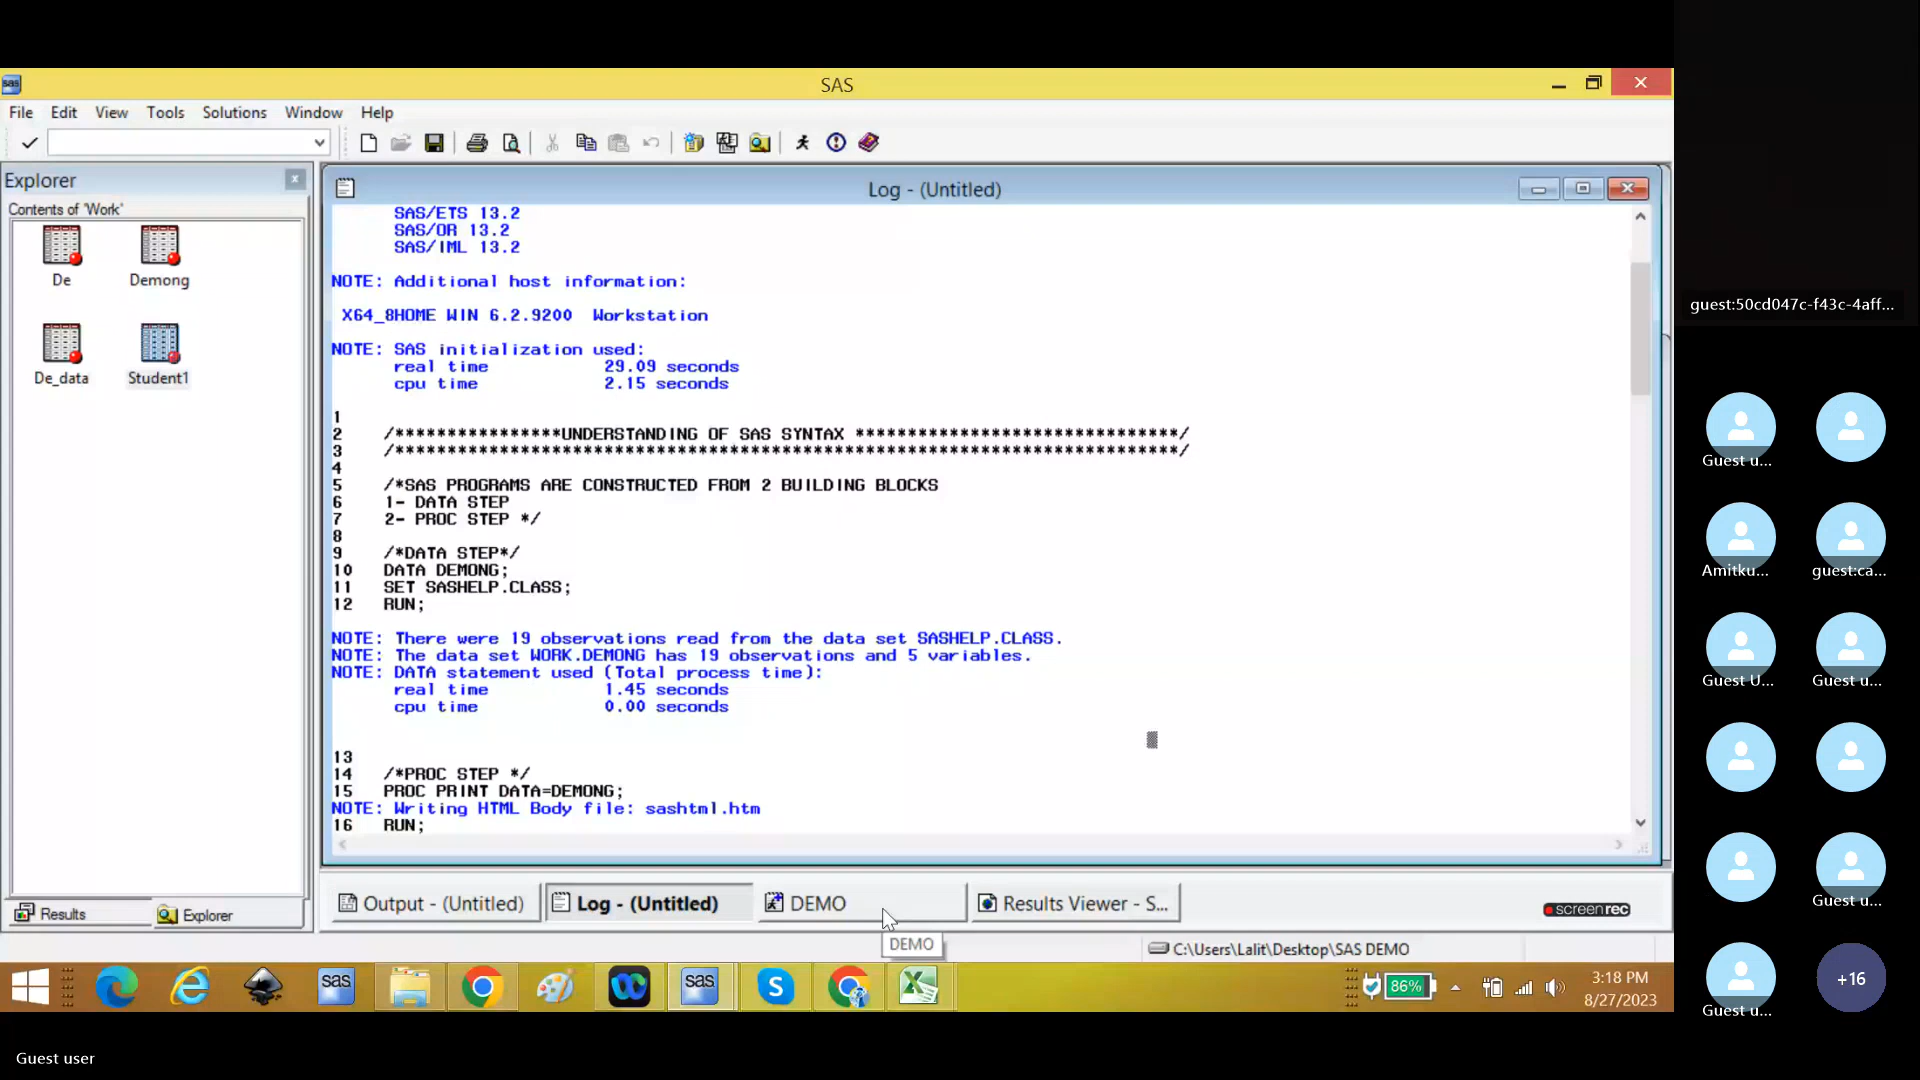 SAS
File Edit View Tools Solutions Window Help
Explorer
Contents of 'Work'
De
Demong
De_data
Student1
Results
Explorer
Log - (Untitled)
SAS/ETS 13.2
SAS/OR 13.2
SAS/IML 13.2
NOTE: Additional host information:
X64_8HOME WIN 6.2.9200  Workstation
NOTE: SAS initialization used:
real time           29.09 seconds
cpu time            2.15 seconds
1
2    /****************UNDERSTANDING OF SAS SYNTAX *******************************/
3    /***************************************************************************/
4
5    /*SAS PROGRAMS ARE CONSTRUCTED FROM 2 BUILDING BLOCKS
6    1- DATA STEP
7    2- PROC STEP */
8
9    /*DATA STEP*/
10   DATA DEMONG;
11   SET SASHELP.CLASS;
12   RUN;
NOTE: There were 19 observations read from the data set SASHELP.CLASS.
NOTE: The data set WORK.DEMONG has 19 observations and 5 variables.
NOTE: DATA statement used (Total process time):
real time           1.45 seconds
cpu time            0.00 seconds
13
14   /*PROC STEP */
15   PROC PRINT DATA=DEMONG;
NOTE: Writing HTML Body file: sashtml.htm
16   RUN;
Output - (Untitled)
Log - (Untitled)
DEMO
Results Viewer - S...
screenrec
DEMO
C:\Users\Lalit\Desktop\SAS DEMO
sas
sas
86%
3:18 PM
8/27/2023
guest:50cd047c-f43c-4aff...
Guest u...
Amitku...
guest:ca...
Guest U...
Guest u...
Guest u...
Guest u...
+16
Guest user